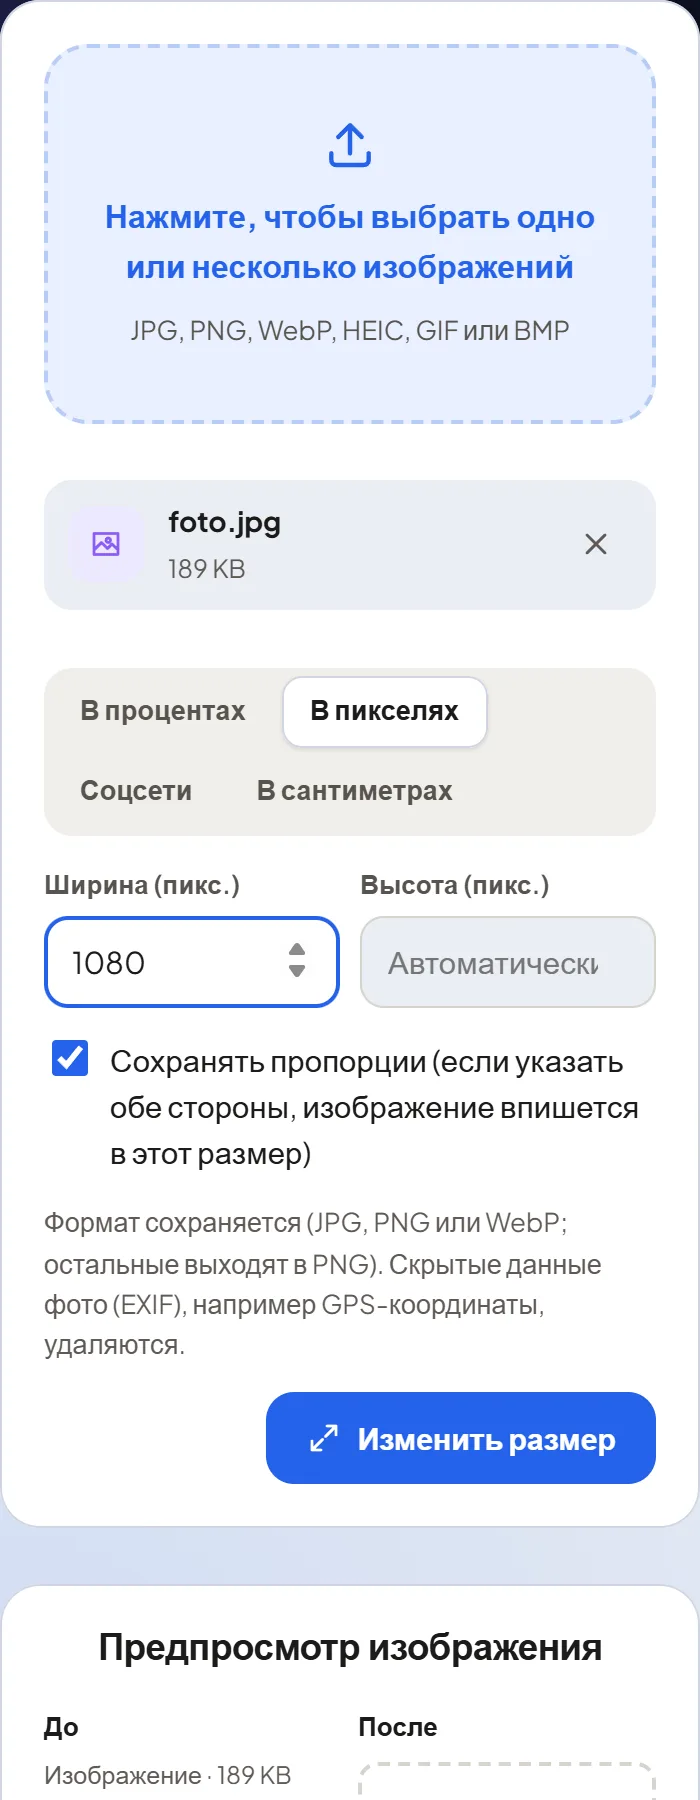 Нажмите, чтобы выбрать одно
или несколько изображений
JPG, PNG, WebP, HEIC, GIF или BMP
foto.jpg
189 KB
В процентах
В пикселях
Соцсети
В сантиметрах
Ширина (пикс.)
Высота (пикс.)
1080
Автоматически
Сохранять пропорции (если указать
обе стороны, изображение впишется
в этот размер)
Формат сохраняется (JPG, PNG или WebP;
остальные выходят в PNG). Скрытые данные
фото (EXIF), например GPS-координаты,
удаляются.
Изменить размер
Предпросмотр изображения
До
После
Изображение · 189 KB